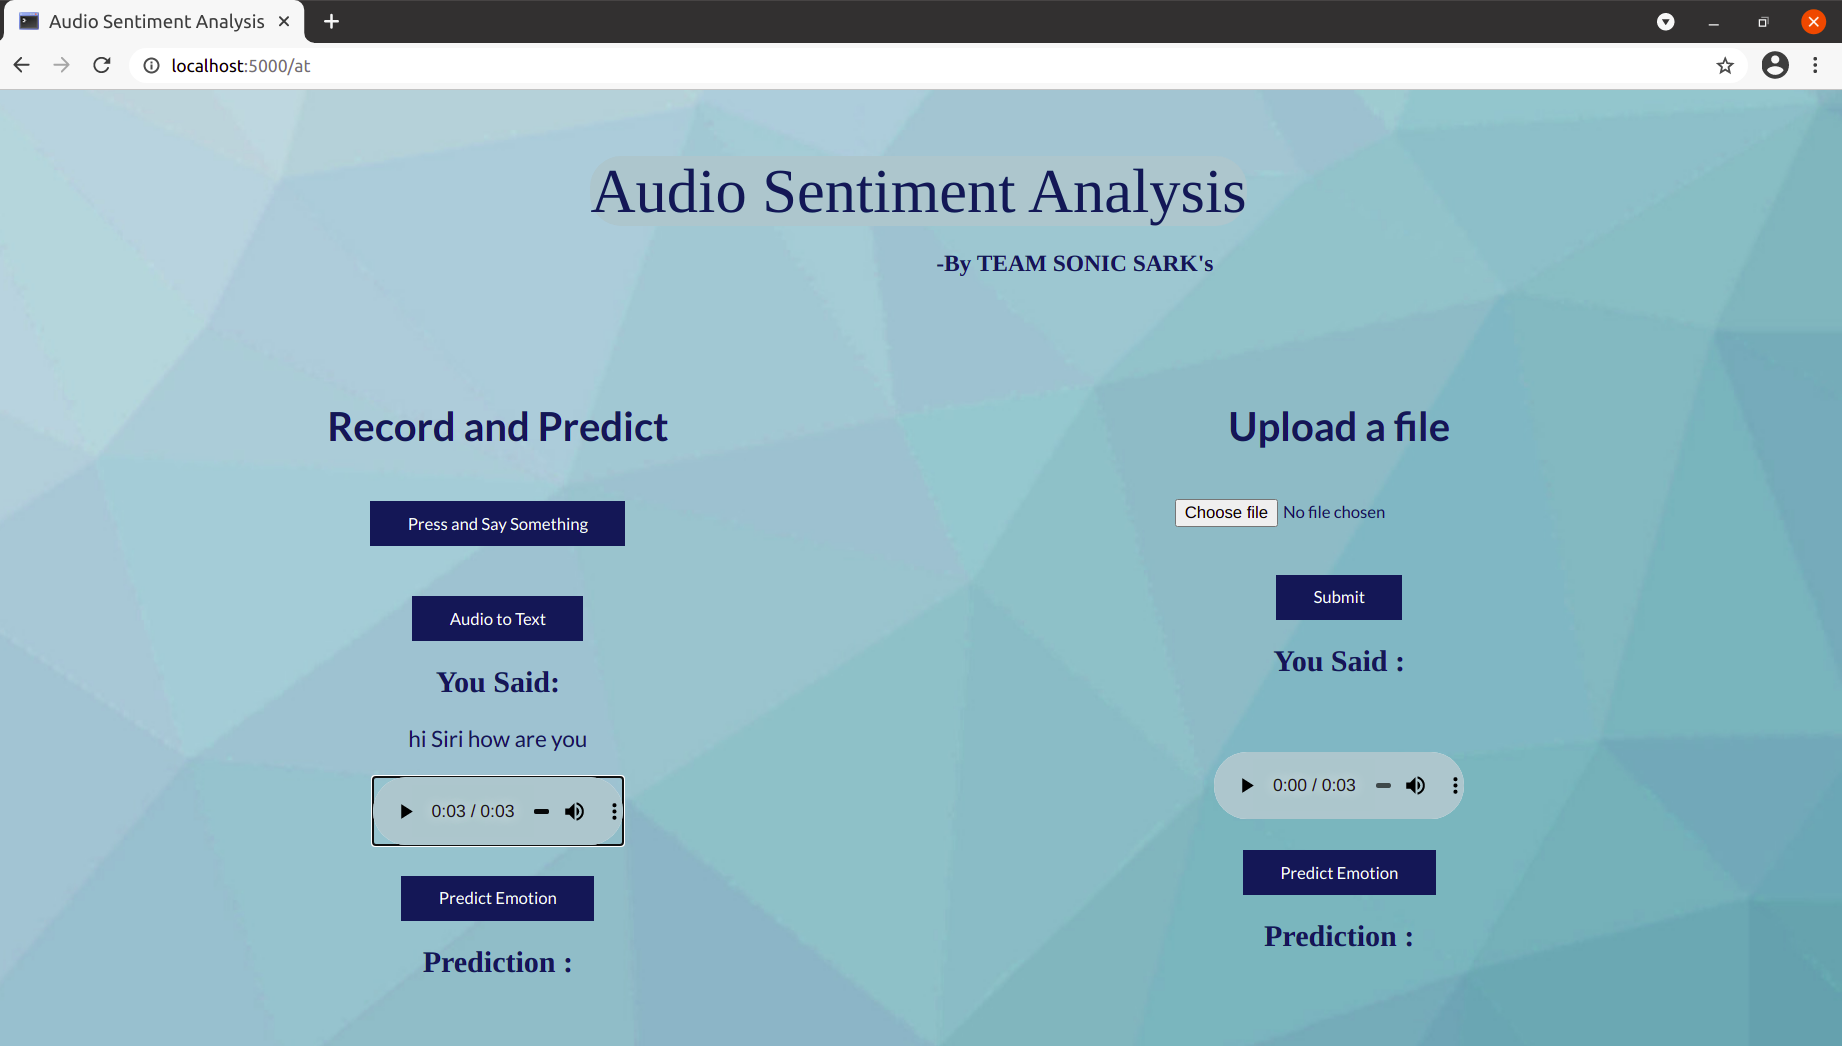 Audio Sentiment Analysis
localhost:5000/at
Audio Sentiment Analysis
-By TEAM SONIC SARK's
Record and Predict
Press and Say Something
Audio to Text
You Said:
hi Siri how are you
0:03 / 0:03
Predict Emotion
Prediction :
Upload a file
Choose file No file chosen
Submit
You Said :
0:00 / 0:03
Predict Emotion
Prediction :